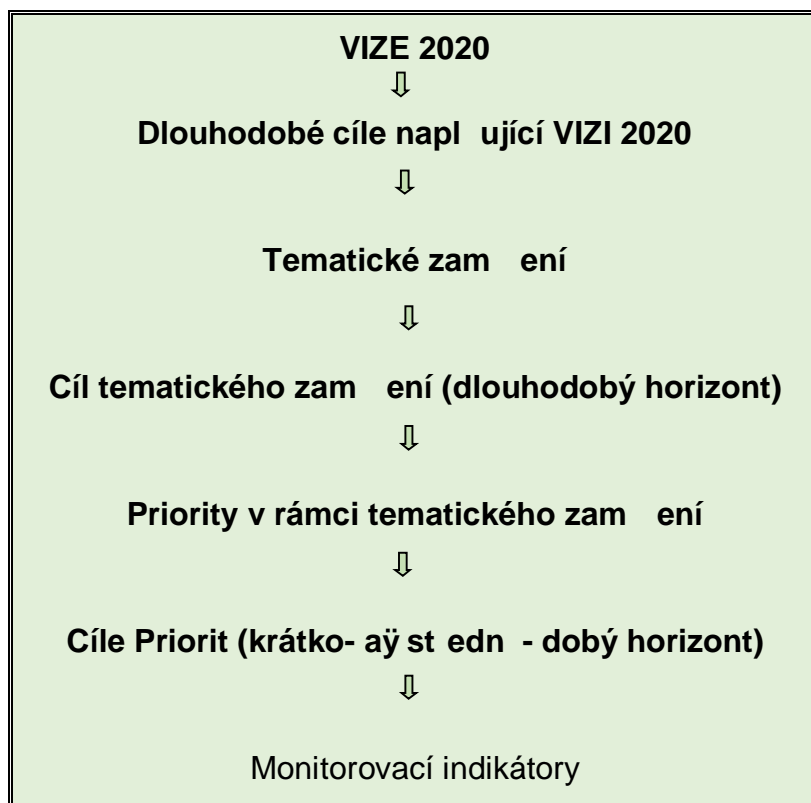 VIZE 2020
⇩
Dlouhodobé cíle napl ující VIZI 2020
⇩
Tematické zam ení
⇩
Cíl tematického zam ení (dlouhodobý horizont)
⇩
Priority v rámci tematického zam ení
⇩
Cíle Priorit (krátko- aÿ st edn - dobý horizont)
⇩
Monitorovací indikátory